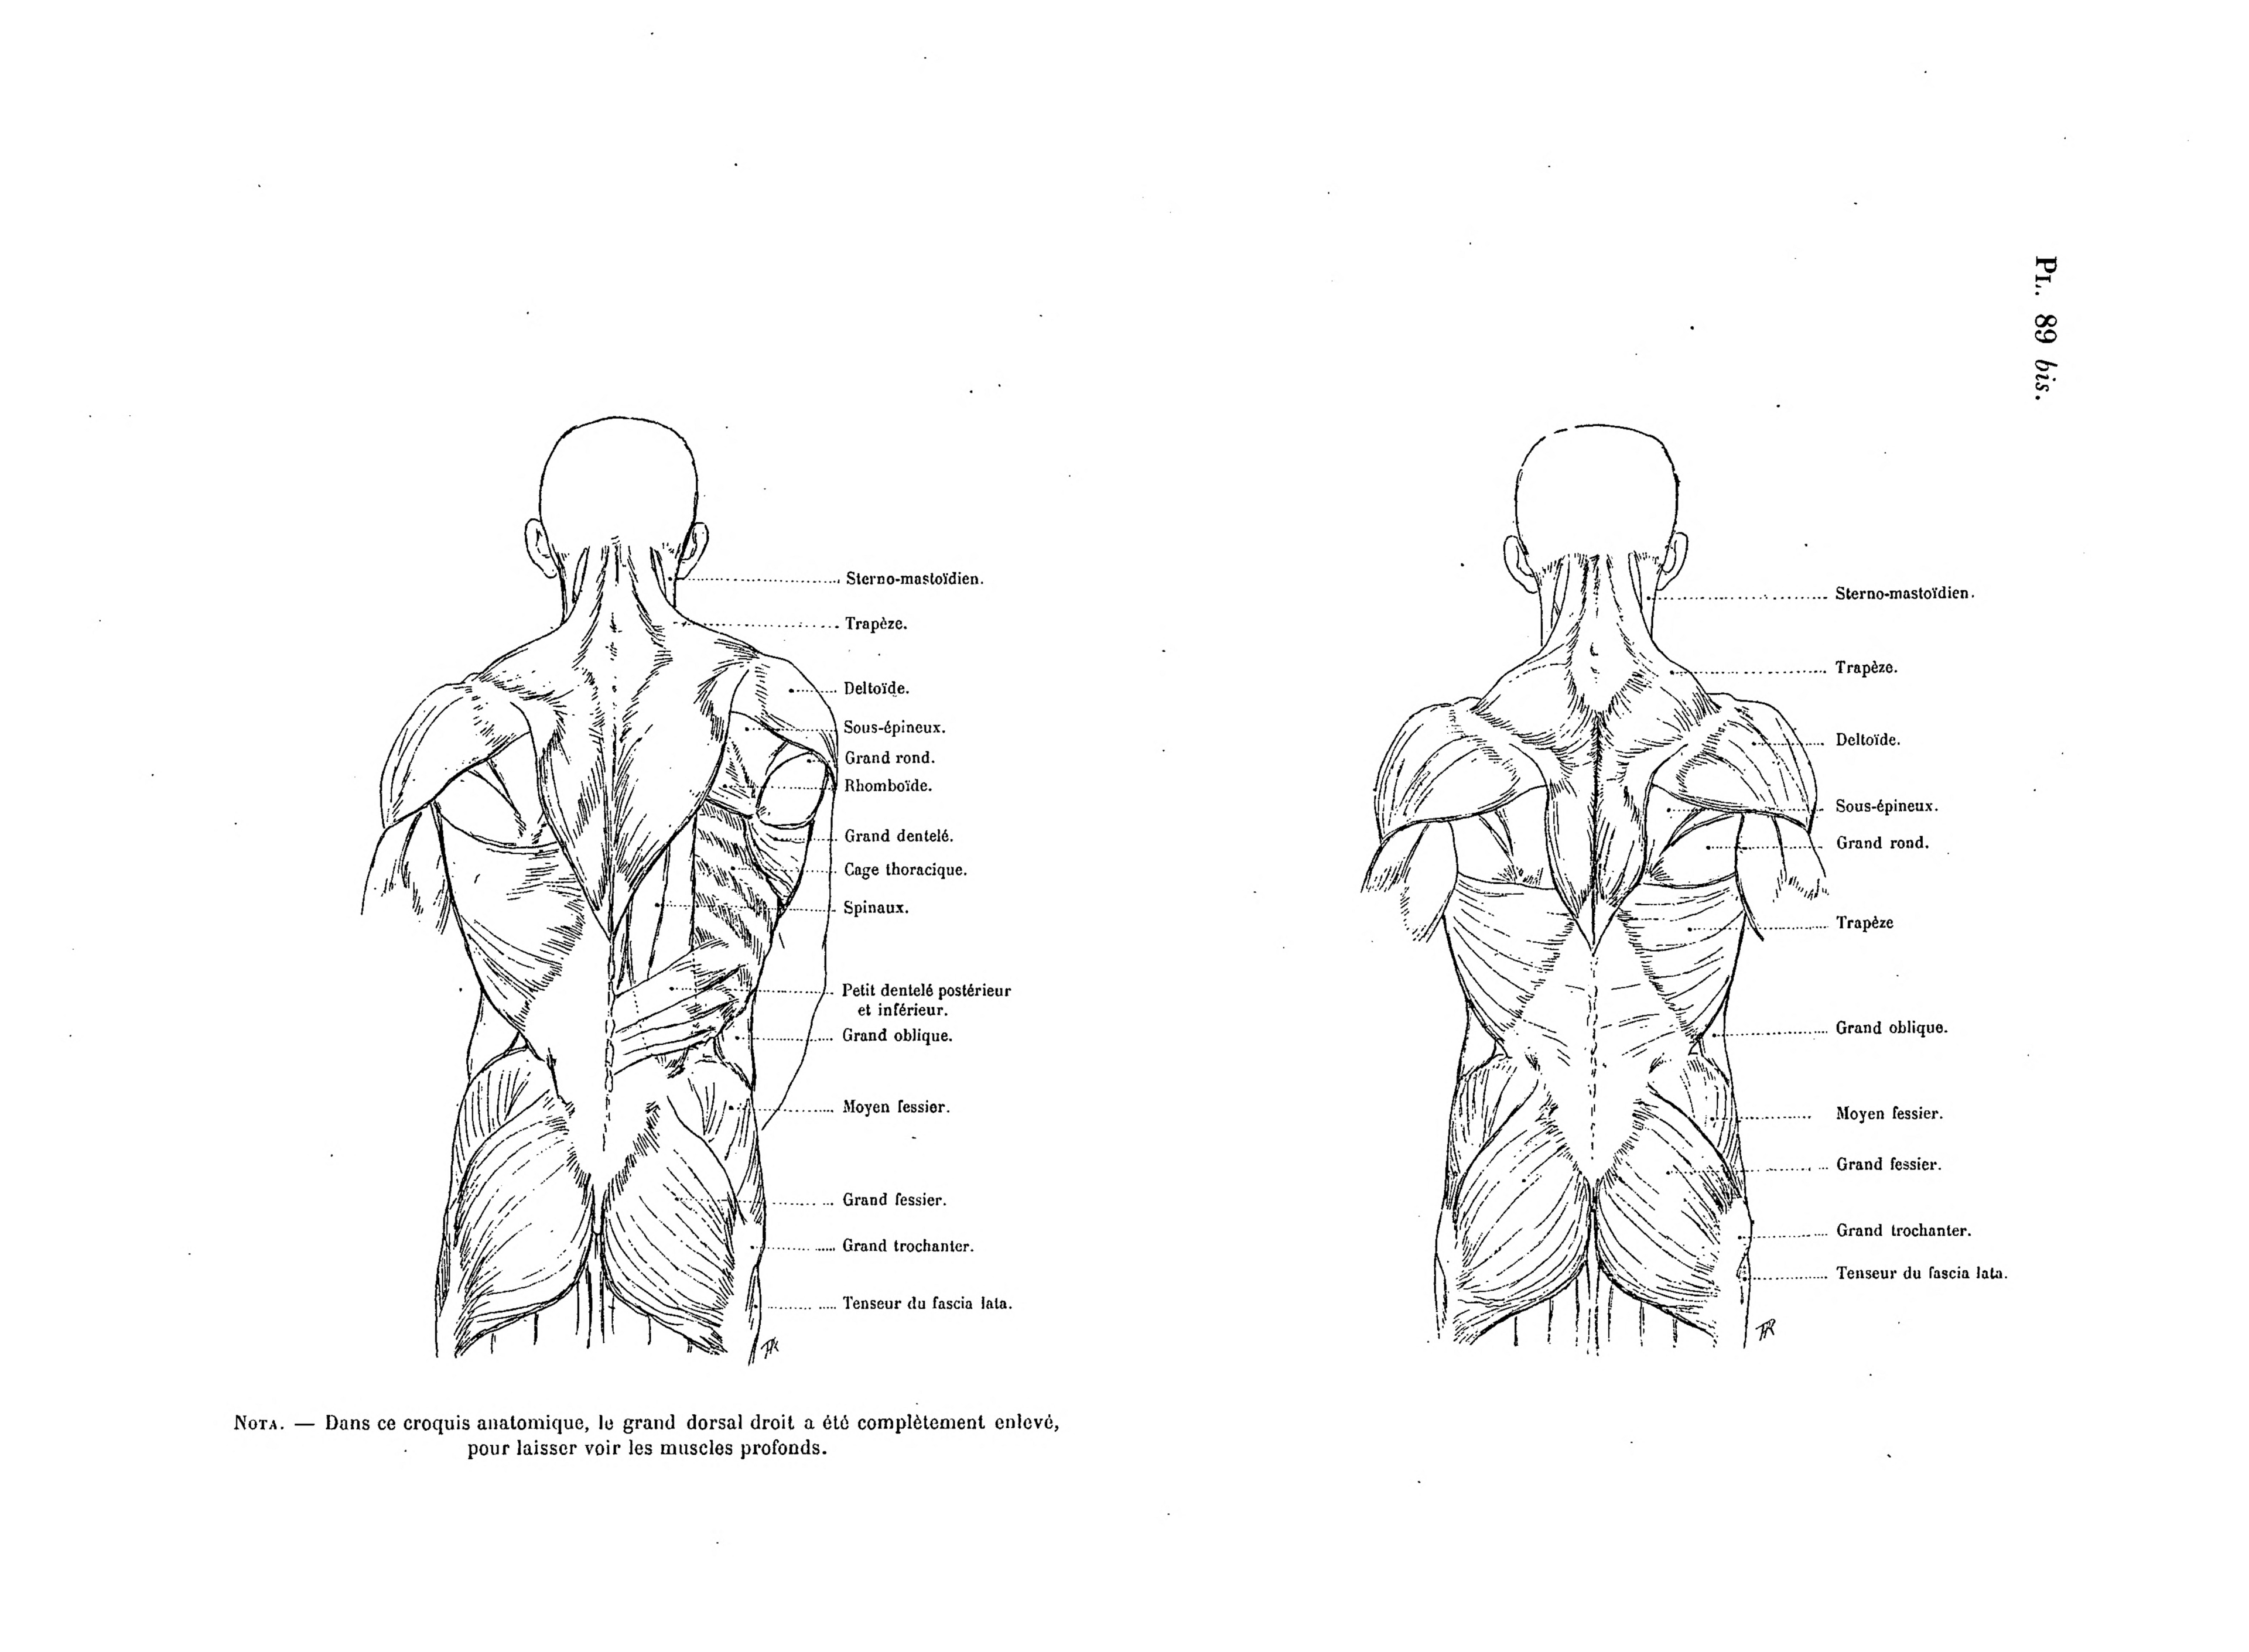 PL. 89 bis.
Sterno-mastoïdien.
Trapèze.
Deltoïde.
Sous-épineux.
Grand rond.
Rhomboïde.
Grand dentelé.
Cage thoracique.
Spinaux.
Petit dentelé postérieur
et inférieur.
Grand oblique.
Moyen fessier.
Grand fessier.
Grand trochanter.
Tenseur du fascia lata.
NOTA. — Dans ce croquis anatomique, le grand dorsal droit a été complètement enlevé,
pour laisser voir les muscles profonds.
Sterno-mastoïdien.
Trapèze.
Deltoïde.
Sous-épineux.
Grand rond.
Trapèze
Grand oblique.
Moyen fessier.
Grand fessier.
Grand trochanter.
Tenseur du fascia lata.